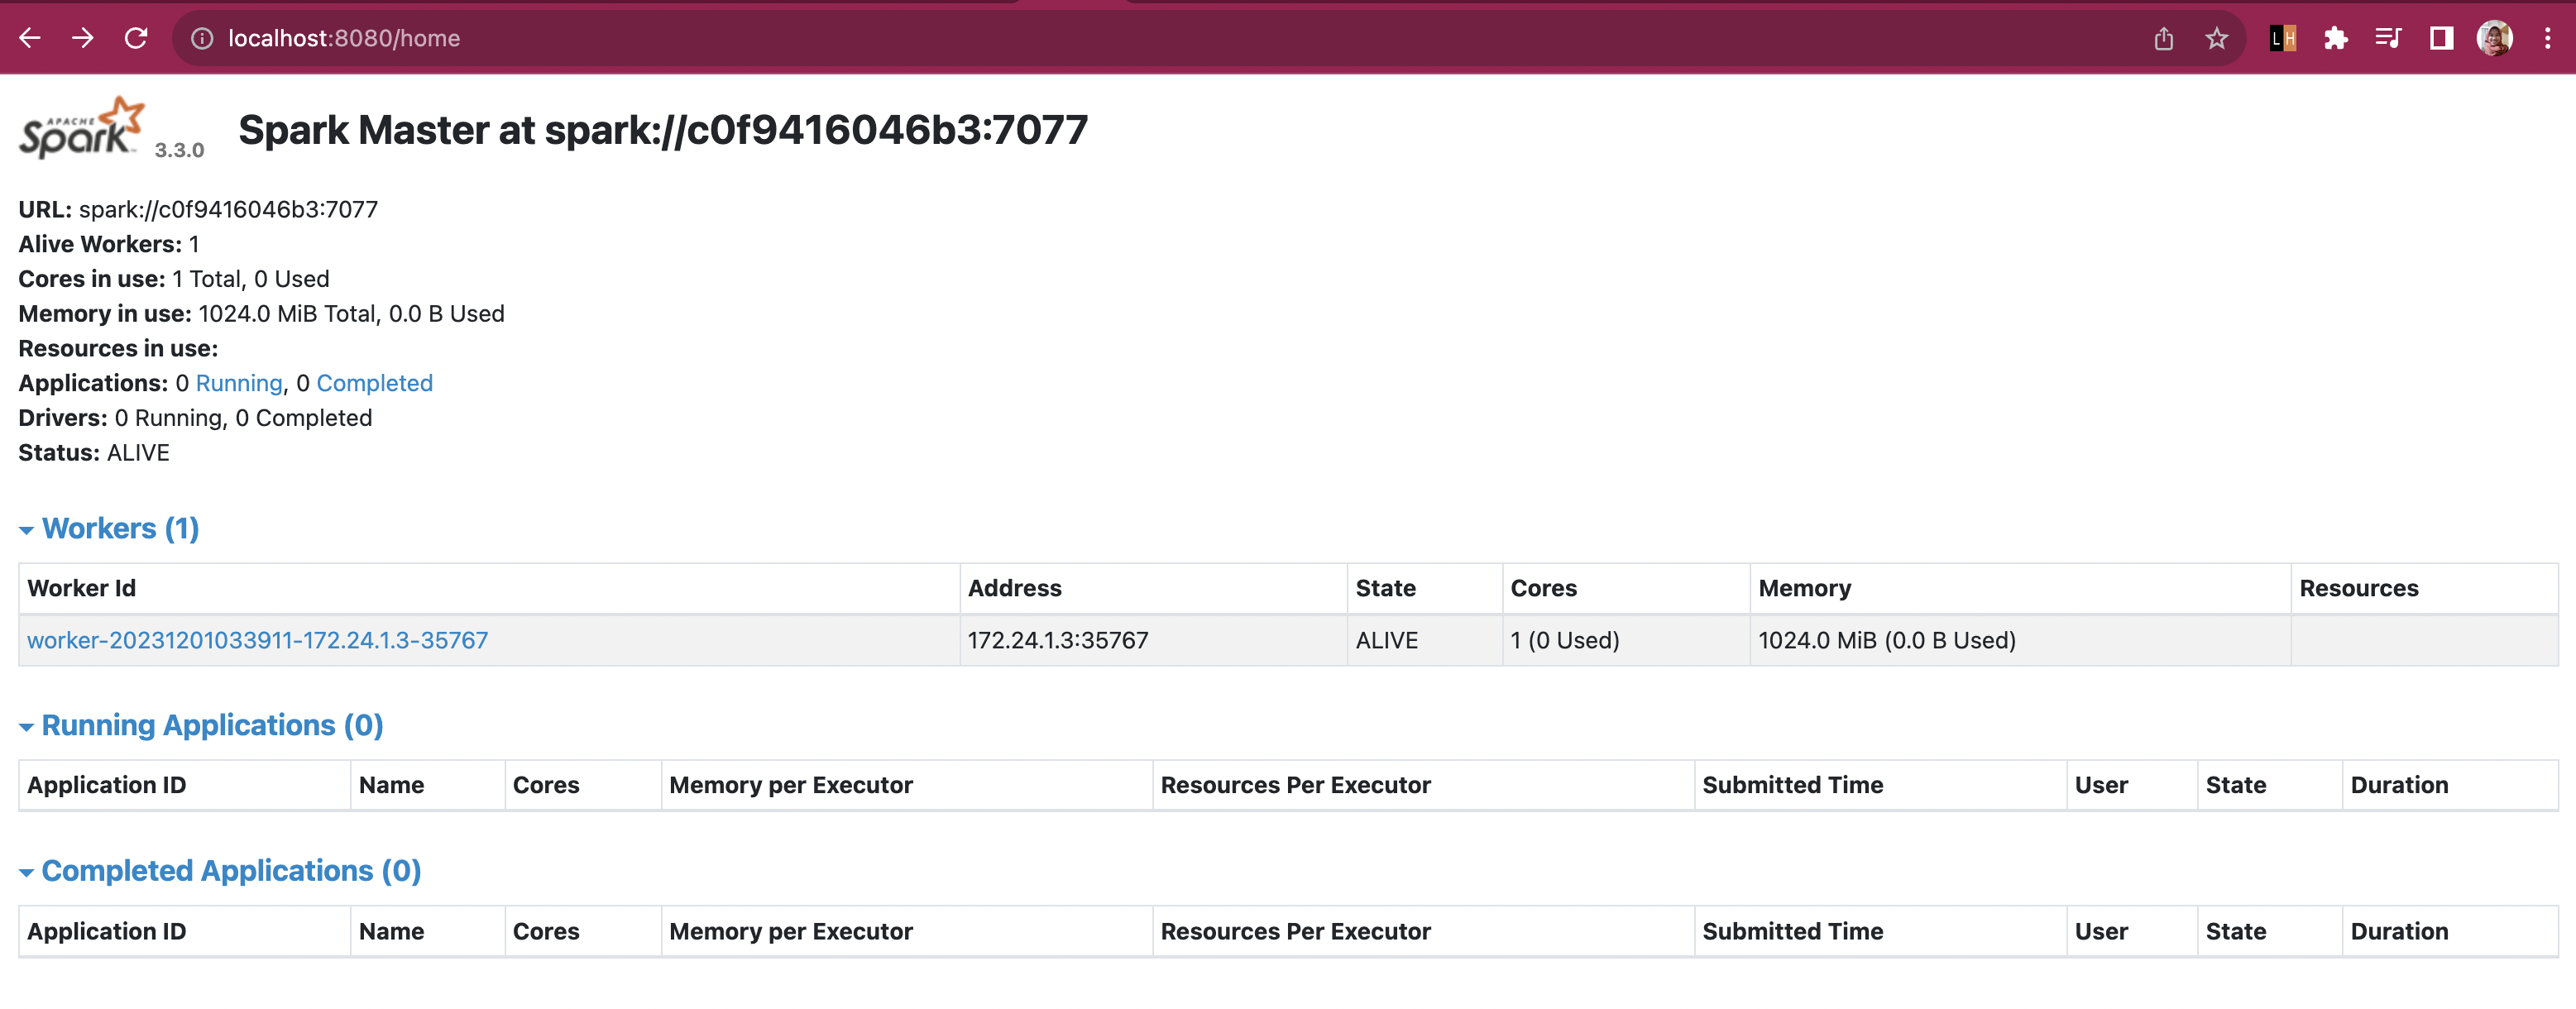 localhost:8080/home
LH
APACHE
Spark 3.3.0 Spark Master at spark://c0f9416046b3:7077
URL: spark://c0f9416046b3:7077
Alive Workers: 1
Cores in use: 1 Total, 0 Used
Memory in use: 1024.0 MiB Total, 0.0 B Used
Resources in use:
Applications: 0 Running, 0 Completed
Drivers: 0 Running, 0 Completed
Status: ALIVE
Workers (1)
Worker Id Address State Cores Memory Resources
worker-20231201033911-172.24.1.3-35767 172.24.1.3:35767 ALIVE 1 (0 Used) 1024.0 MiB (0.0 B Used)
Running Applications (0)
Application ID Name Cores Memory per Executor Resources Per Executor Submitted Time User State Duration
Completed Applications (0)
Application ID Name Cores Memory per Executor Resources Per Executor Submitted Time User State Duration